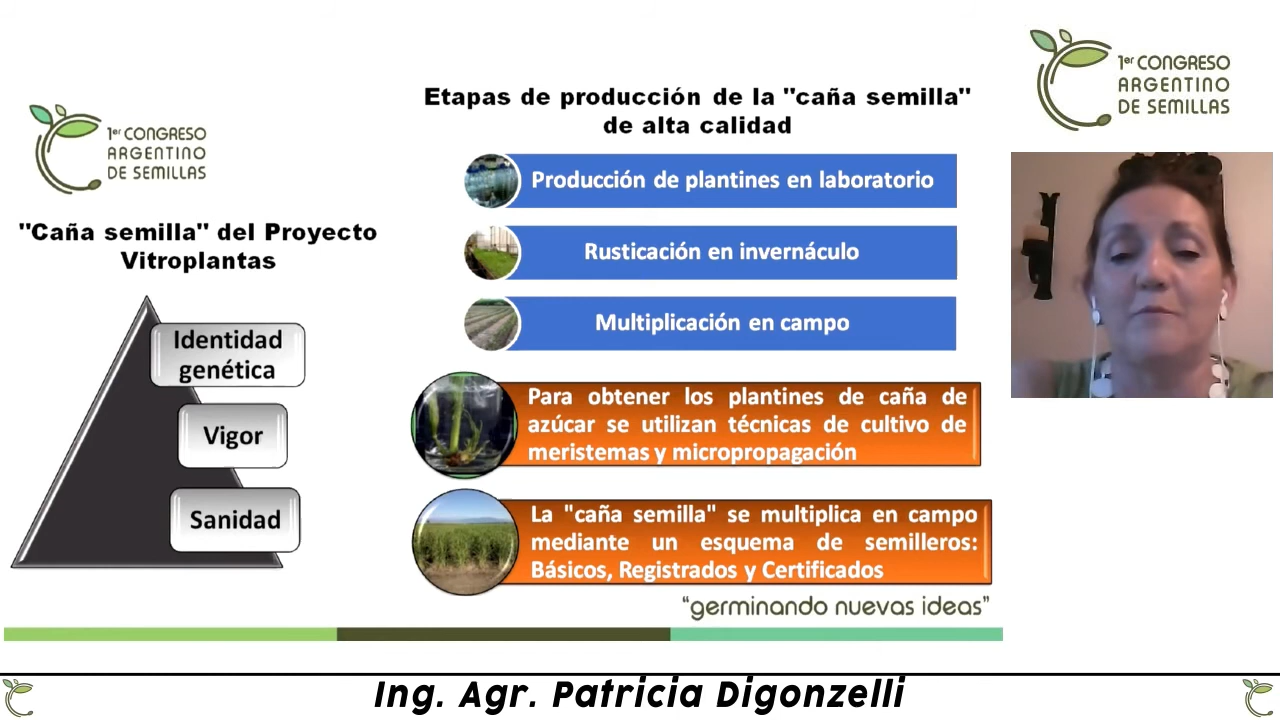 1er CONGRESO
ARGENTINO
DE SEMILLAS
"Caña semilla" del Proyecto
Vitroplantas
Identidad
genética
Vigor
Sanidad
Etapas de producción de la "caña semilla"
de alta calidad
Producción de plantines en laboratorio
Rusticación en invernáculo
Multiplicación en campo
Para obtener los plantines de caña de
azúcar se utilizan técnicas de cultivo de
meristemas y micropropagación
La "caña semilla" se multiplica en campo
mediante un esquema de semilleros:
Básicos, Registrados y Certificados
“germinando nuevas ideas”
1er CONGRESO
ARGENTINO
DE SEMILLAS
Ing. Agr. Patricia Digonzelli